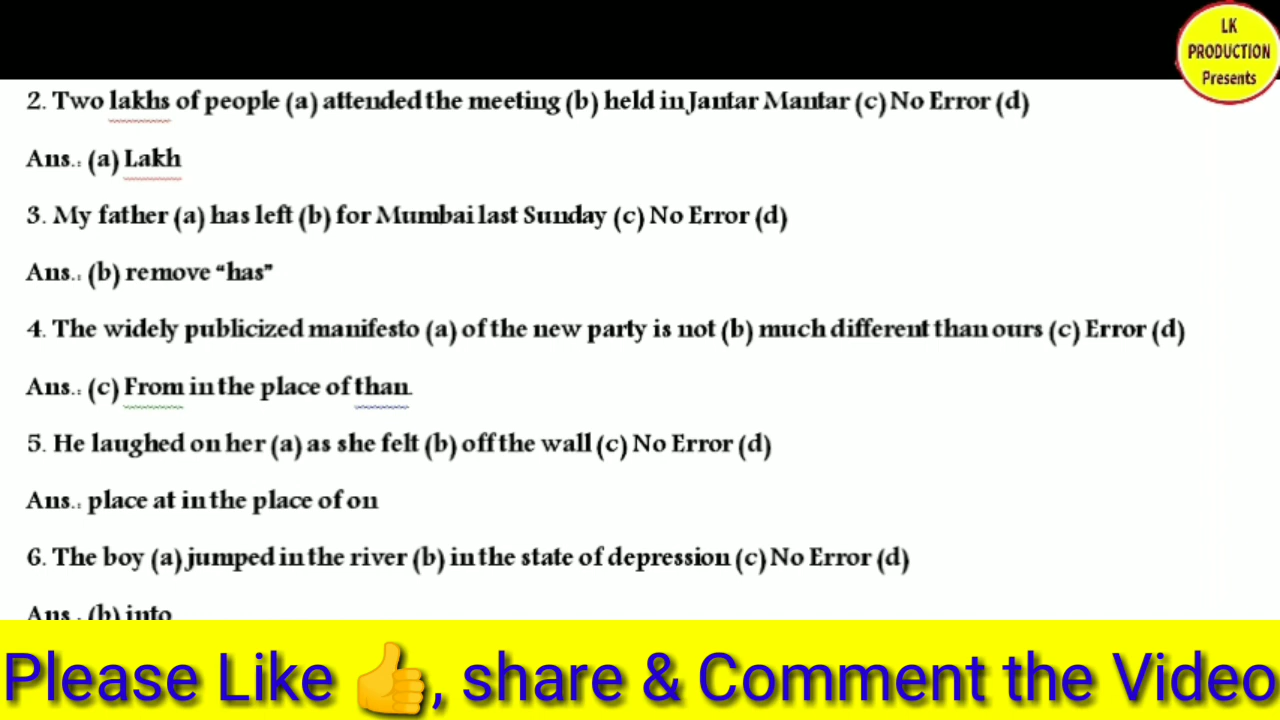 LK
PRODUCTION
Presents
2. Two lakhs of people (a) attended the meeting (b) held in Jantar Mantar (c) No Error (d)
Ans.: (a) Lakh
3. My father (a) has left (b) for Mumbai last Sunday (c) No Error (d)
Ans.: (b) remove “has”
4. The widely publicized manifesto (a) of the new party is not (b) much different than ours (c) Error (d)
Ans.: (c) From in the place of than.
5. He laughed on her (a) as she felt (b) off the wall (c) No Error (d)
Ans.: place at in the place of on
6. The boy (a) jumped in the river (b) in the state of depression (c) No Error (d)
Ans.: (b) into
Please Like 👍, share & Comment the Video